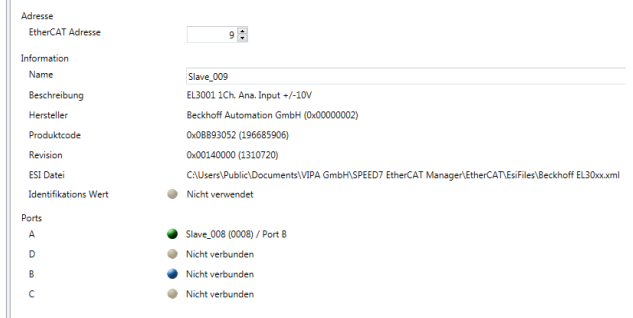 Adresse
EtherCAT Adresse 9
Information
Name Slave_009
Beschreibung EL3001 1Ch. Ana. Input +/-10V
Hersteller Beckhoff Automation GmbH (0x00000002)
Produktcode 0x0BB93052 (196685906)
Revision 0x00140000 (1310720)
ESI Datei C:\Users\Public\Documents\VIPA GmbH\SPEED7 EtherCAT Manager\EtherCAT\EsiFiles\Beckhoff EL30xx.xml
Identifikations Wert Nicht verwendet
Ports
A Slave_008 (0008) / Port B
D Nicht verbunden
B Nicht verbunden
C Nicht verbunden